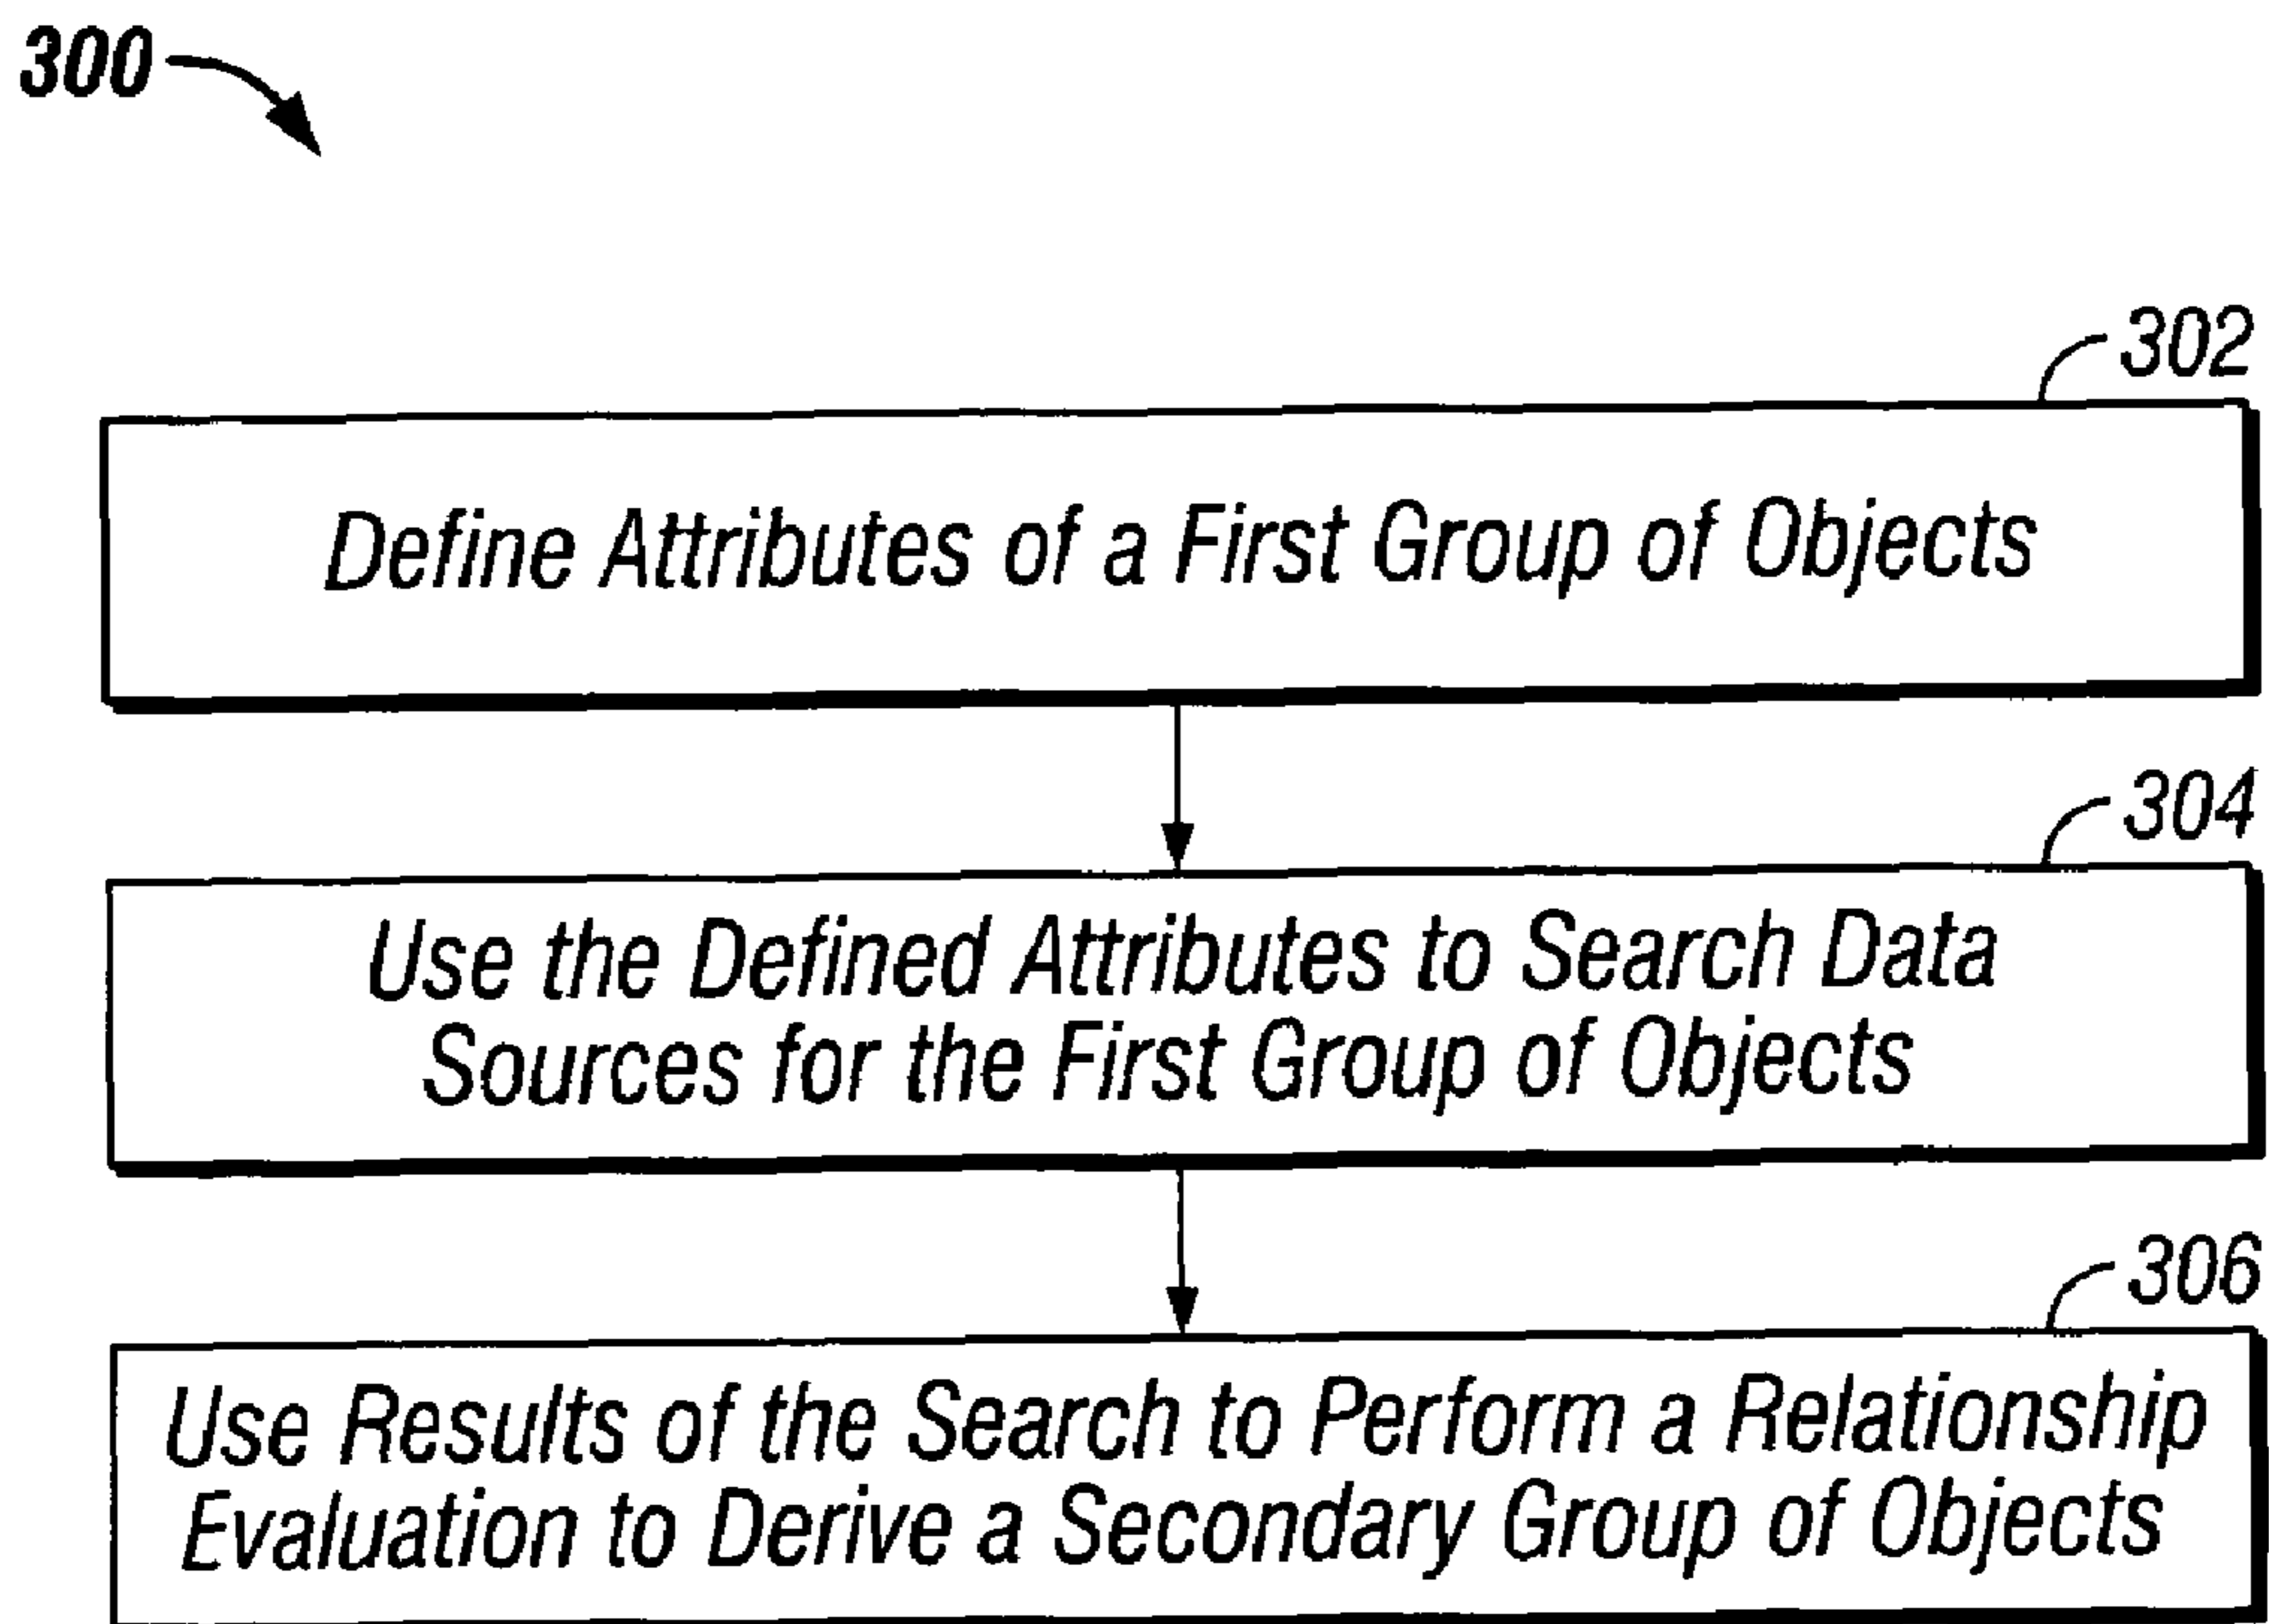 300
302
Define Attributes of a First Group of Objects
304
Use the Defined Attributes to Search Data
Sources for the First Group of Objects
306
Use Results of the Search to Perform a Relationship
Evaluation to Derive a Secondary Group of Objects